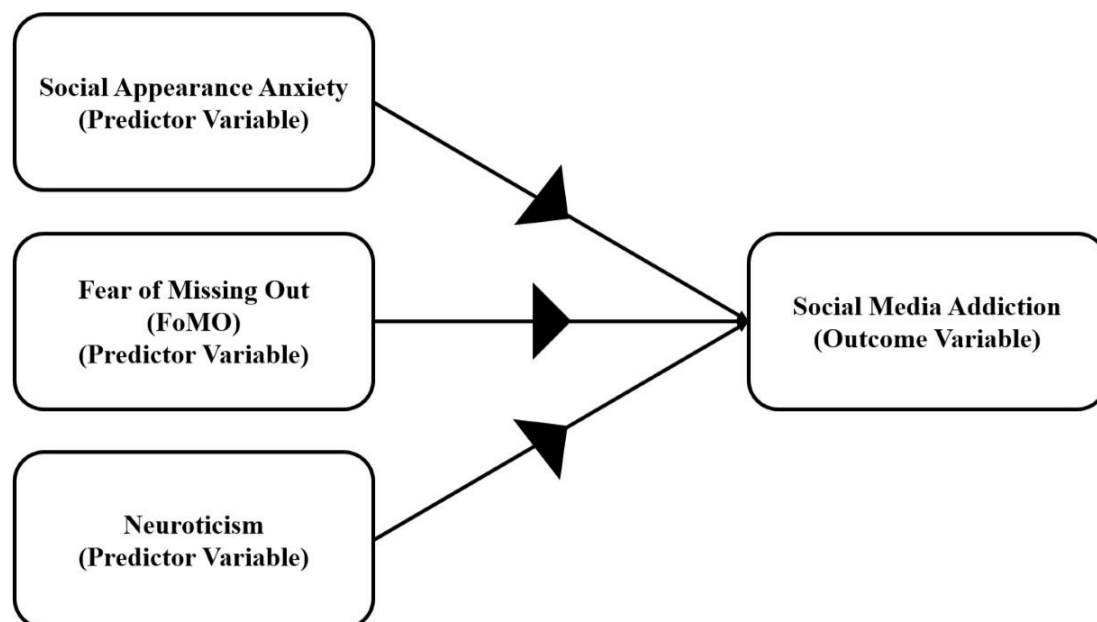 Social Appearance Anxiety
(Predictor Variable)
Fear of Missing Out
(FoMO)
(Predictor Variable)
Neuroticism
(Predictor Variable)
Social Media Addiction
(Outcome Variable)